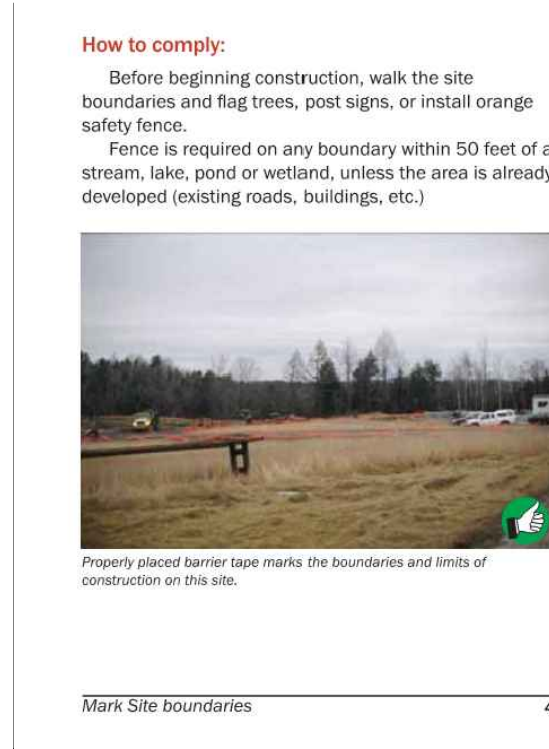 How to comply:
Before beginning construction, walk the site
boundaries and flag trees, post signs, or install orange
safety fence.
Fence is required on any boundary within 50 feet of a
stream, lake, pond or wetland, unless the area is already
developed (existing roads, buildings, etc.)
Properly placed barrier tape marks the boundaries and limits of
construction on this site.
Mark Site boundaries